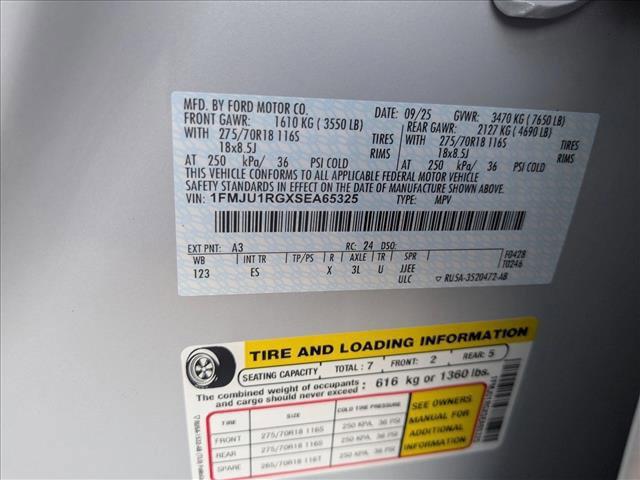 MFD. BY FORD MOTOR CO.
DATE: 09/25 GVWR: 3470 KG (7650 LB)
FRONT GAWR: 1610 KG (3550 LB) REAR GAWR: 2127 KG (4690 LB)
WITH 275/70R18 116S TIRES 275/70R18 116S TIRES
18x8.5J RIMS 18x8.5J RIMS
AT 250 kPa/ 36 PSI COLD AT 250 kPa/ 36 PSI COLD
THIS VEHICLE CONFORMS TO ALL APPLICABLE FEDERAL MOTOR VEHICLE
SAFETY STANDARDS IN EFFECT ON THE DATE OF MANUFACTURE SHOWN ABOVE.
VIN: 1FMJU1RGXSEA65325 TYPE: MPV
EXT PNT: A3 RC: 24 DSO: F0428
WB INT TR TP/PS R AXLE TR SPR T0246
123 ES X 3L U JJEE
ULC ▽ RU5A-3520472-AB
TIRE AND LOADING INFORMATION
SEATING CAPACITY TOTAL: 7 FRONT: 2 REAR: 5
The combined weight of occupants
and cargo should never exceed: 616 kg or 1360 lbs.
TIRE SIZE COLD TIRE PRESSURE
FRONT 275/70R18 116S 250 KPA, 36 PSI
REAR 275/70R18 116S 250 KPA, 36 PSI
SPARE 265/70R18 116T 250 KPA, 36 PSI
SEE OWNERS
MANUAL FOR
ADDITIONAL
INFORMATION